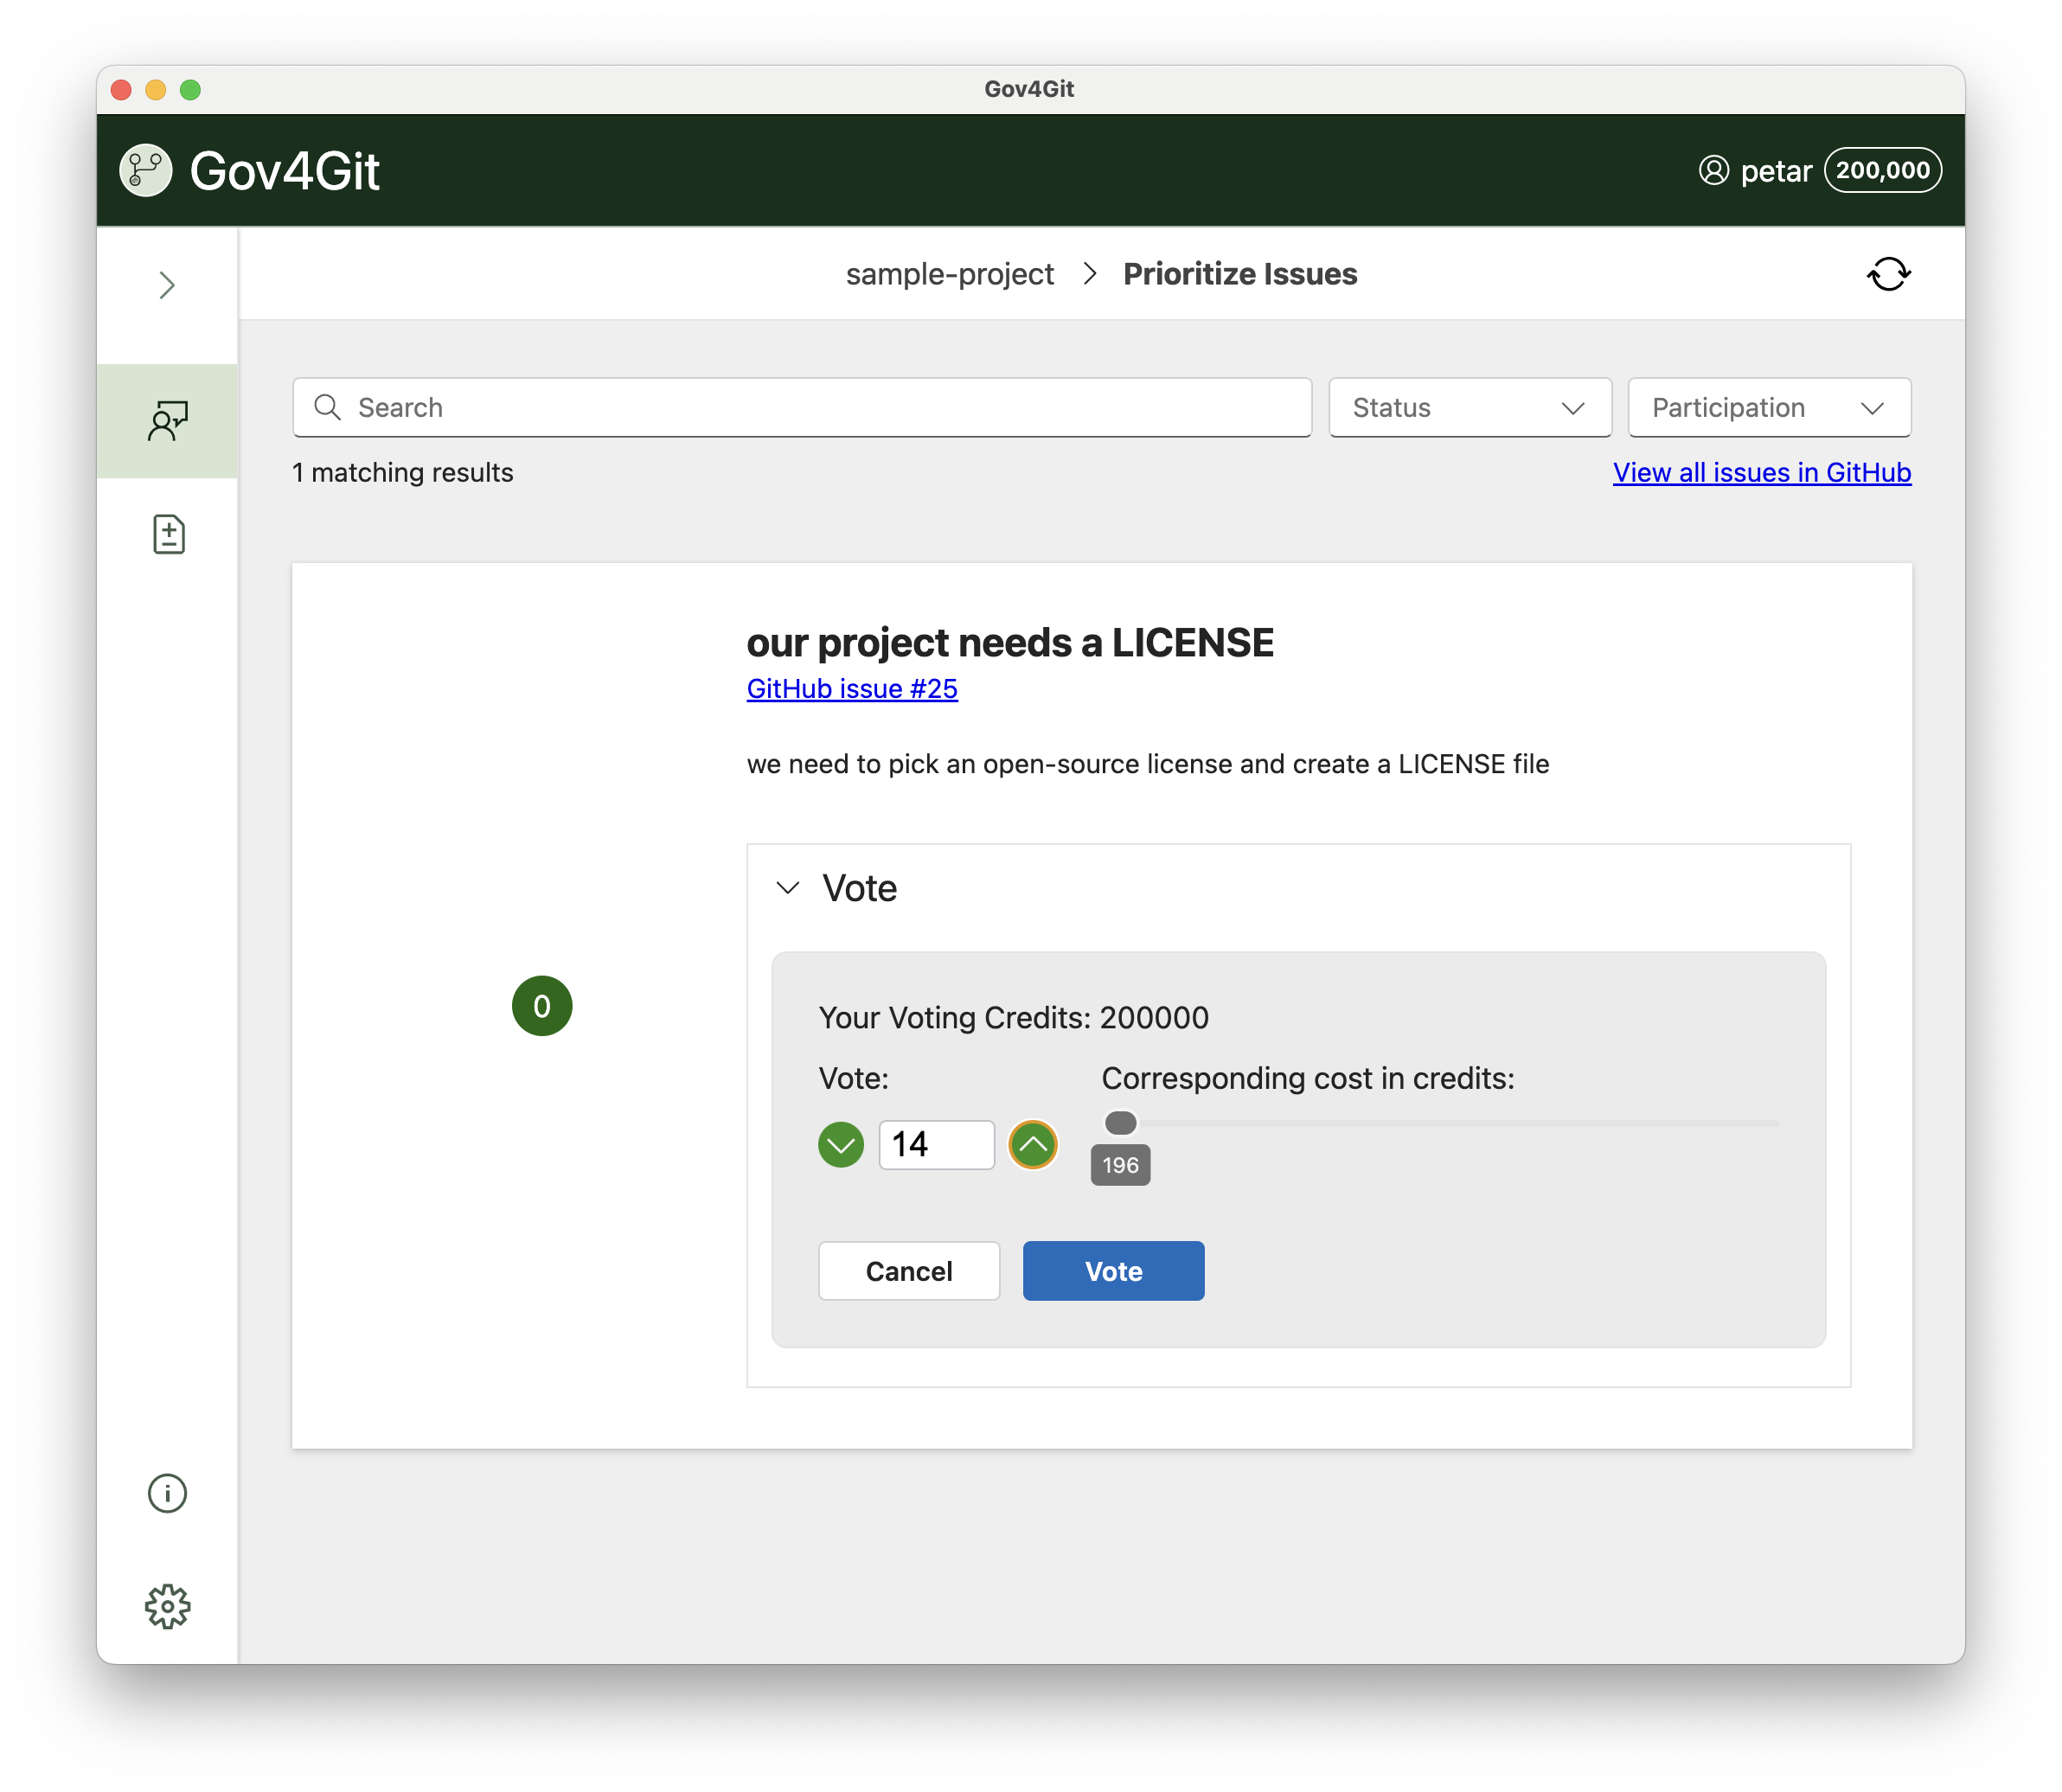 Gov4Git
Gov4Git
petar 200,000
sample-project > Prioritize Issues
Search
Status
Participation
1 matching results
View all issues in GitHub
our project needs a LICENSE
GitHub issue #25
we need to pick an open-source license and create a LICENSE file
Vote
0
Your Voting Credits: 200000
Vote:
Corresponding cost in credits:
14
196
Cancel
Vote